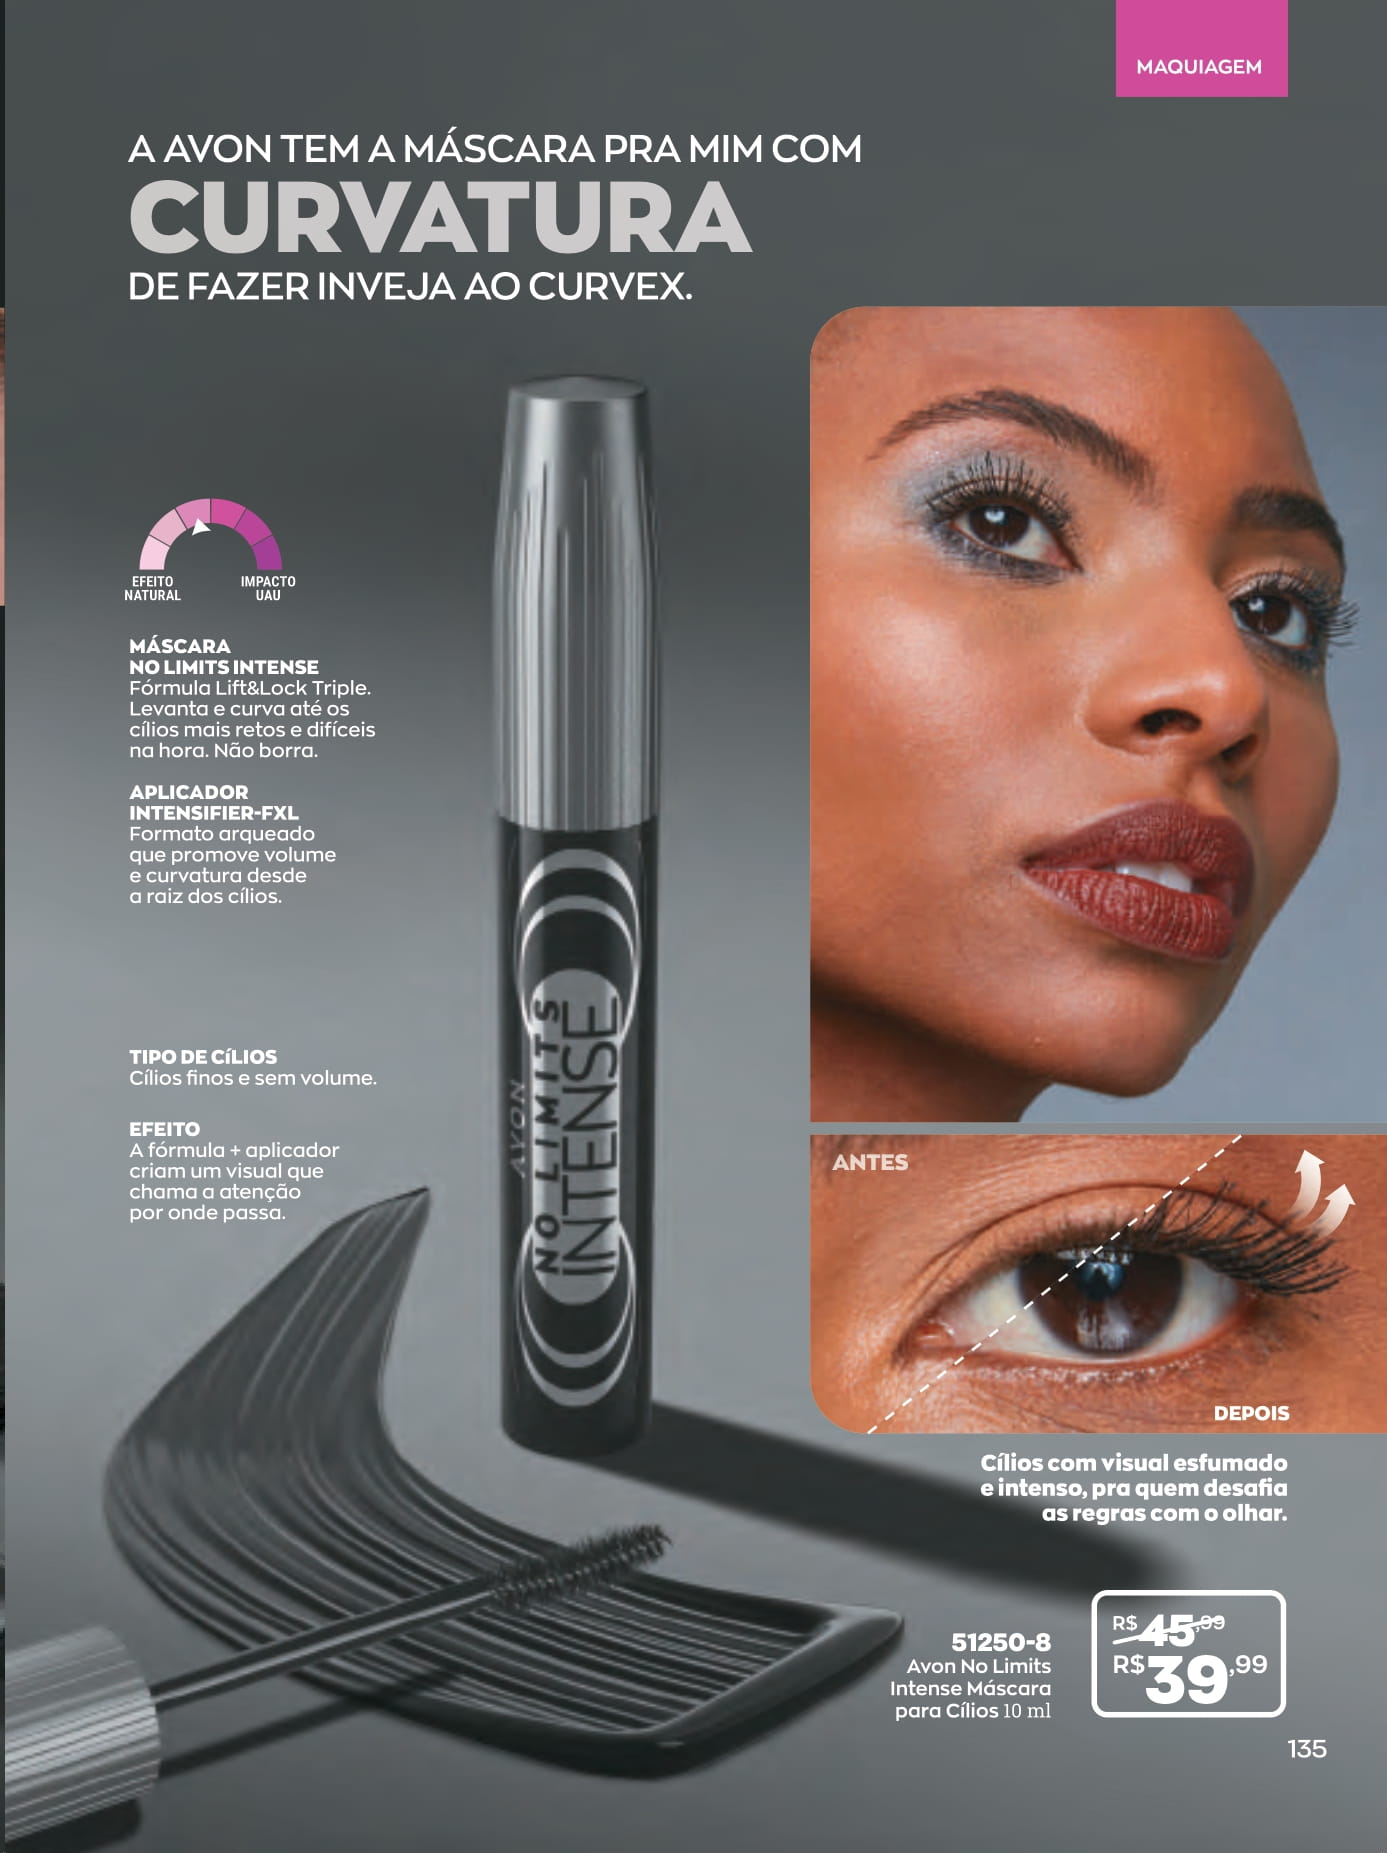 MAQUIAGEM
A AVON TEM A MÁSCARA PRA MIM COM
CURVATURA
DE FAZER INVEJA AO CURVEX.
EFEITO
NATURAL
IMPACTO
UAU
MÁSCARA
NO LIMITS INTENSE
Fórmula Lift&Lock Triple.
Levanta e curva até os
cílios mais retos e difíceis
na hora. Não borra.
APLICADOR
INTENSIFIER-FXL
Formato arqueado
que promove volume
e curvatura desde
a raiz dos cílios.
TIPO DE CíLIOS
Cílios finos e sem volume.
EFEITO
A fórmula + aplicador
criam um visual que
chama a atenção
por onde passa.
AVON
NO LIMITS
INTENSE
ANTES
DEPOIS
Cílios com visual esfumado
e intenso, pra quem desafia
as regras com o olhar.
51250-8
Avon No Limits
Intense Máscara
para Cílios 10 ml
R$ 45,99
R$ 39,99
135